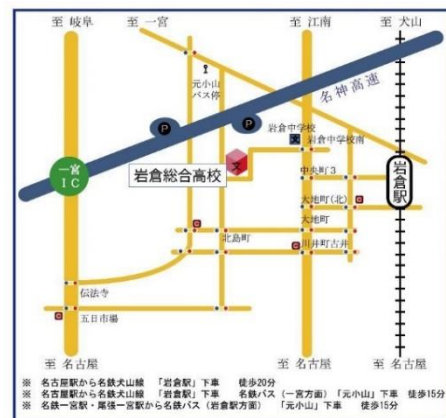 至 岐阜
至 一宮
至 江南
至 犬山
元小山
バス停
名神高速
P
P
岩倉中学校
文
岩倉中学校南
一宮
IC
岩倉総合高校
文
中央町3
岩倉駅
大地町(北)
C
C
大地町
北島町
C
川井町古井
伝法寺
C
五日市場
至 名古屋
至 名古屋
至 名古屋
※ 名古屋駅から名鉄犬山線 「岩倉駅」下車 徒歩20分
※ 名古屋駅から名鉄犬山線 「岩倉駅」下車 名鉄バス(一宮方面)「元小山」下車 徒歩15分
※ 名鉄一宮駅・尾張一宮駅から名鉄バス(岩倉駅方面) 「元小山」下車 徒歩15分